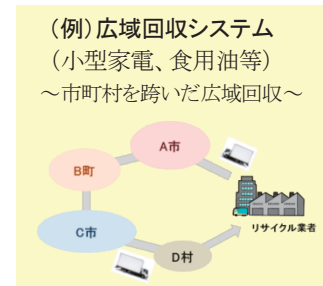 （例）広域回収システム
（小型家電、食用油等）
～市町村を跨いだ広域回収～
A市
B町
リサイクル業者
C市
D村